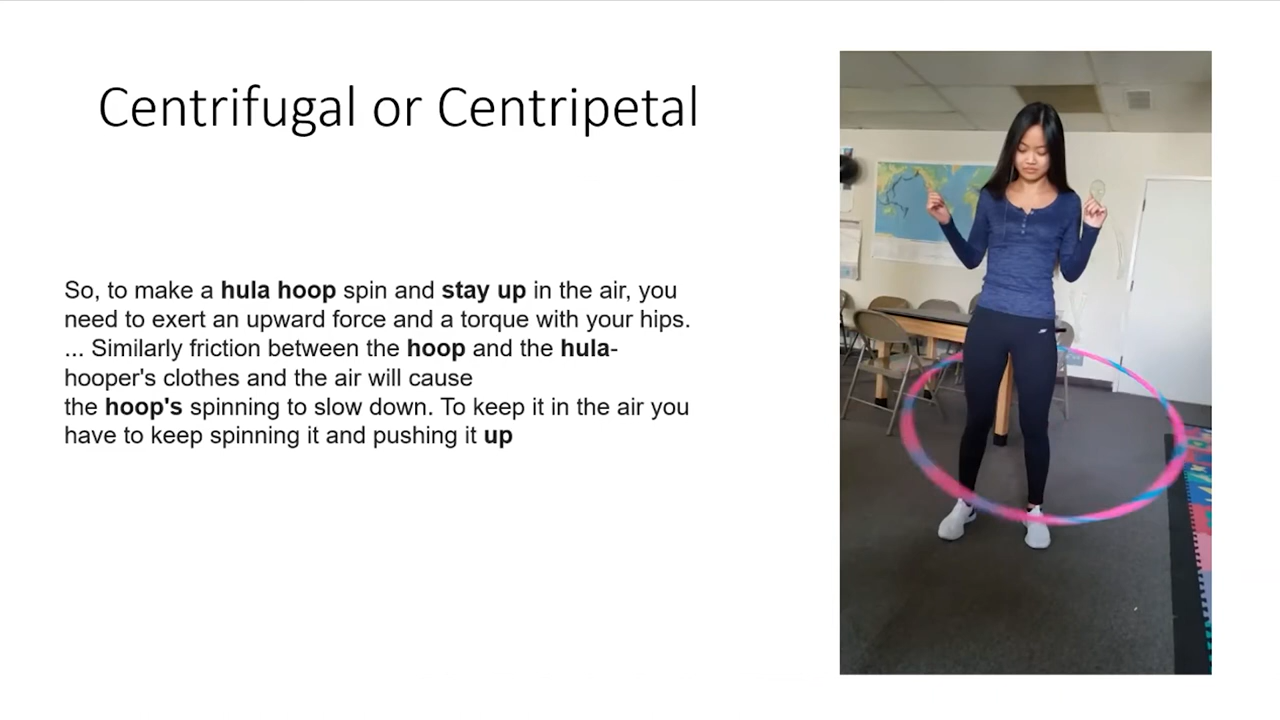 Centrifugal or Centripetal
So, to make a hula hoop spin and stay up in the air, you
need to exert an upward force and a torque with your hips.
... Similarly friction between the hoop and the hula-
hooper's clothes and the air will cause
the hoop's spinning to slow down. To keep it in the air you
have to keep spinning it and pushing it up